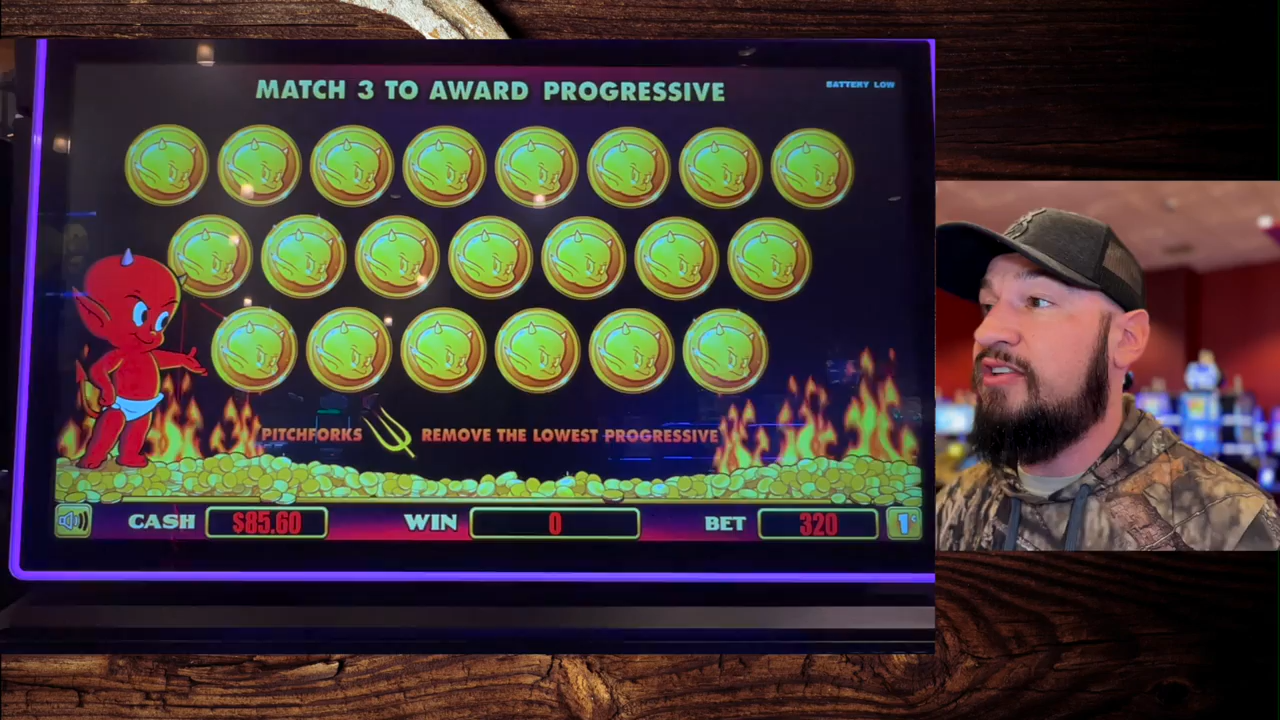 MATCH 3 TO AWARD PROGRESSIVE
BATTERY LOW
PITCHFORKS REMOVE THE LOWEST PROGRESSIVE
CASH $85.60 WIN 0 BET 320 1¢